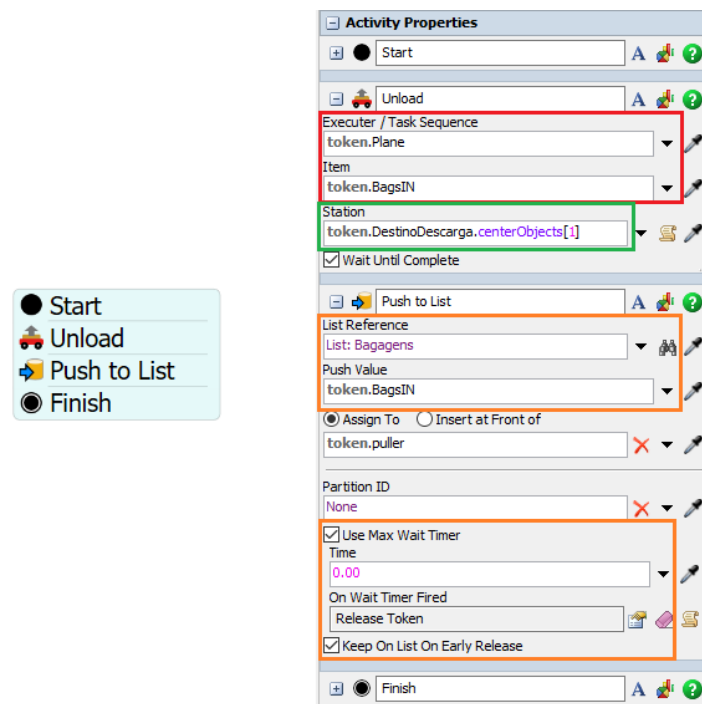 Start
Unload
Push to List
Finish
Activity Properties
Start
A ?
Unload
A ?
Executer / Task Sequence
token.Plane
Item
token.BagsIN
Station
token.DestinoDescarga.centerObjects[1]
Wait Until Complete
Push to List
A ?
List Reference
List: Bagagens
Push Value
token.BagsIN
Assign To Insert at Front of
token.puller
Partition ID
None
Use Max Wait Timer
Time
0.00
On Wait Timer Fired
Release Token
Keep On List On Early Release
Finish
A ?